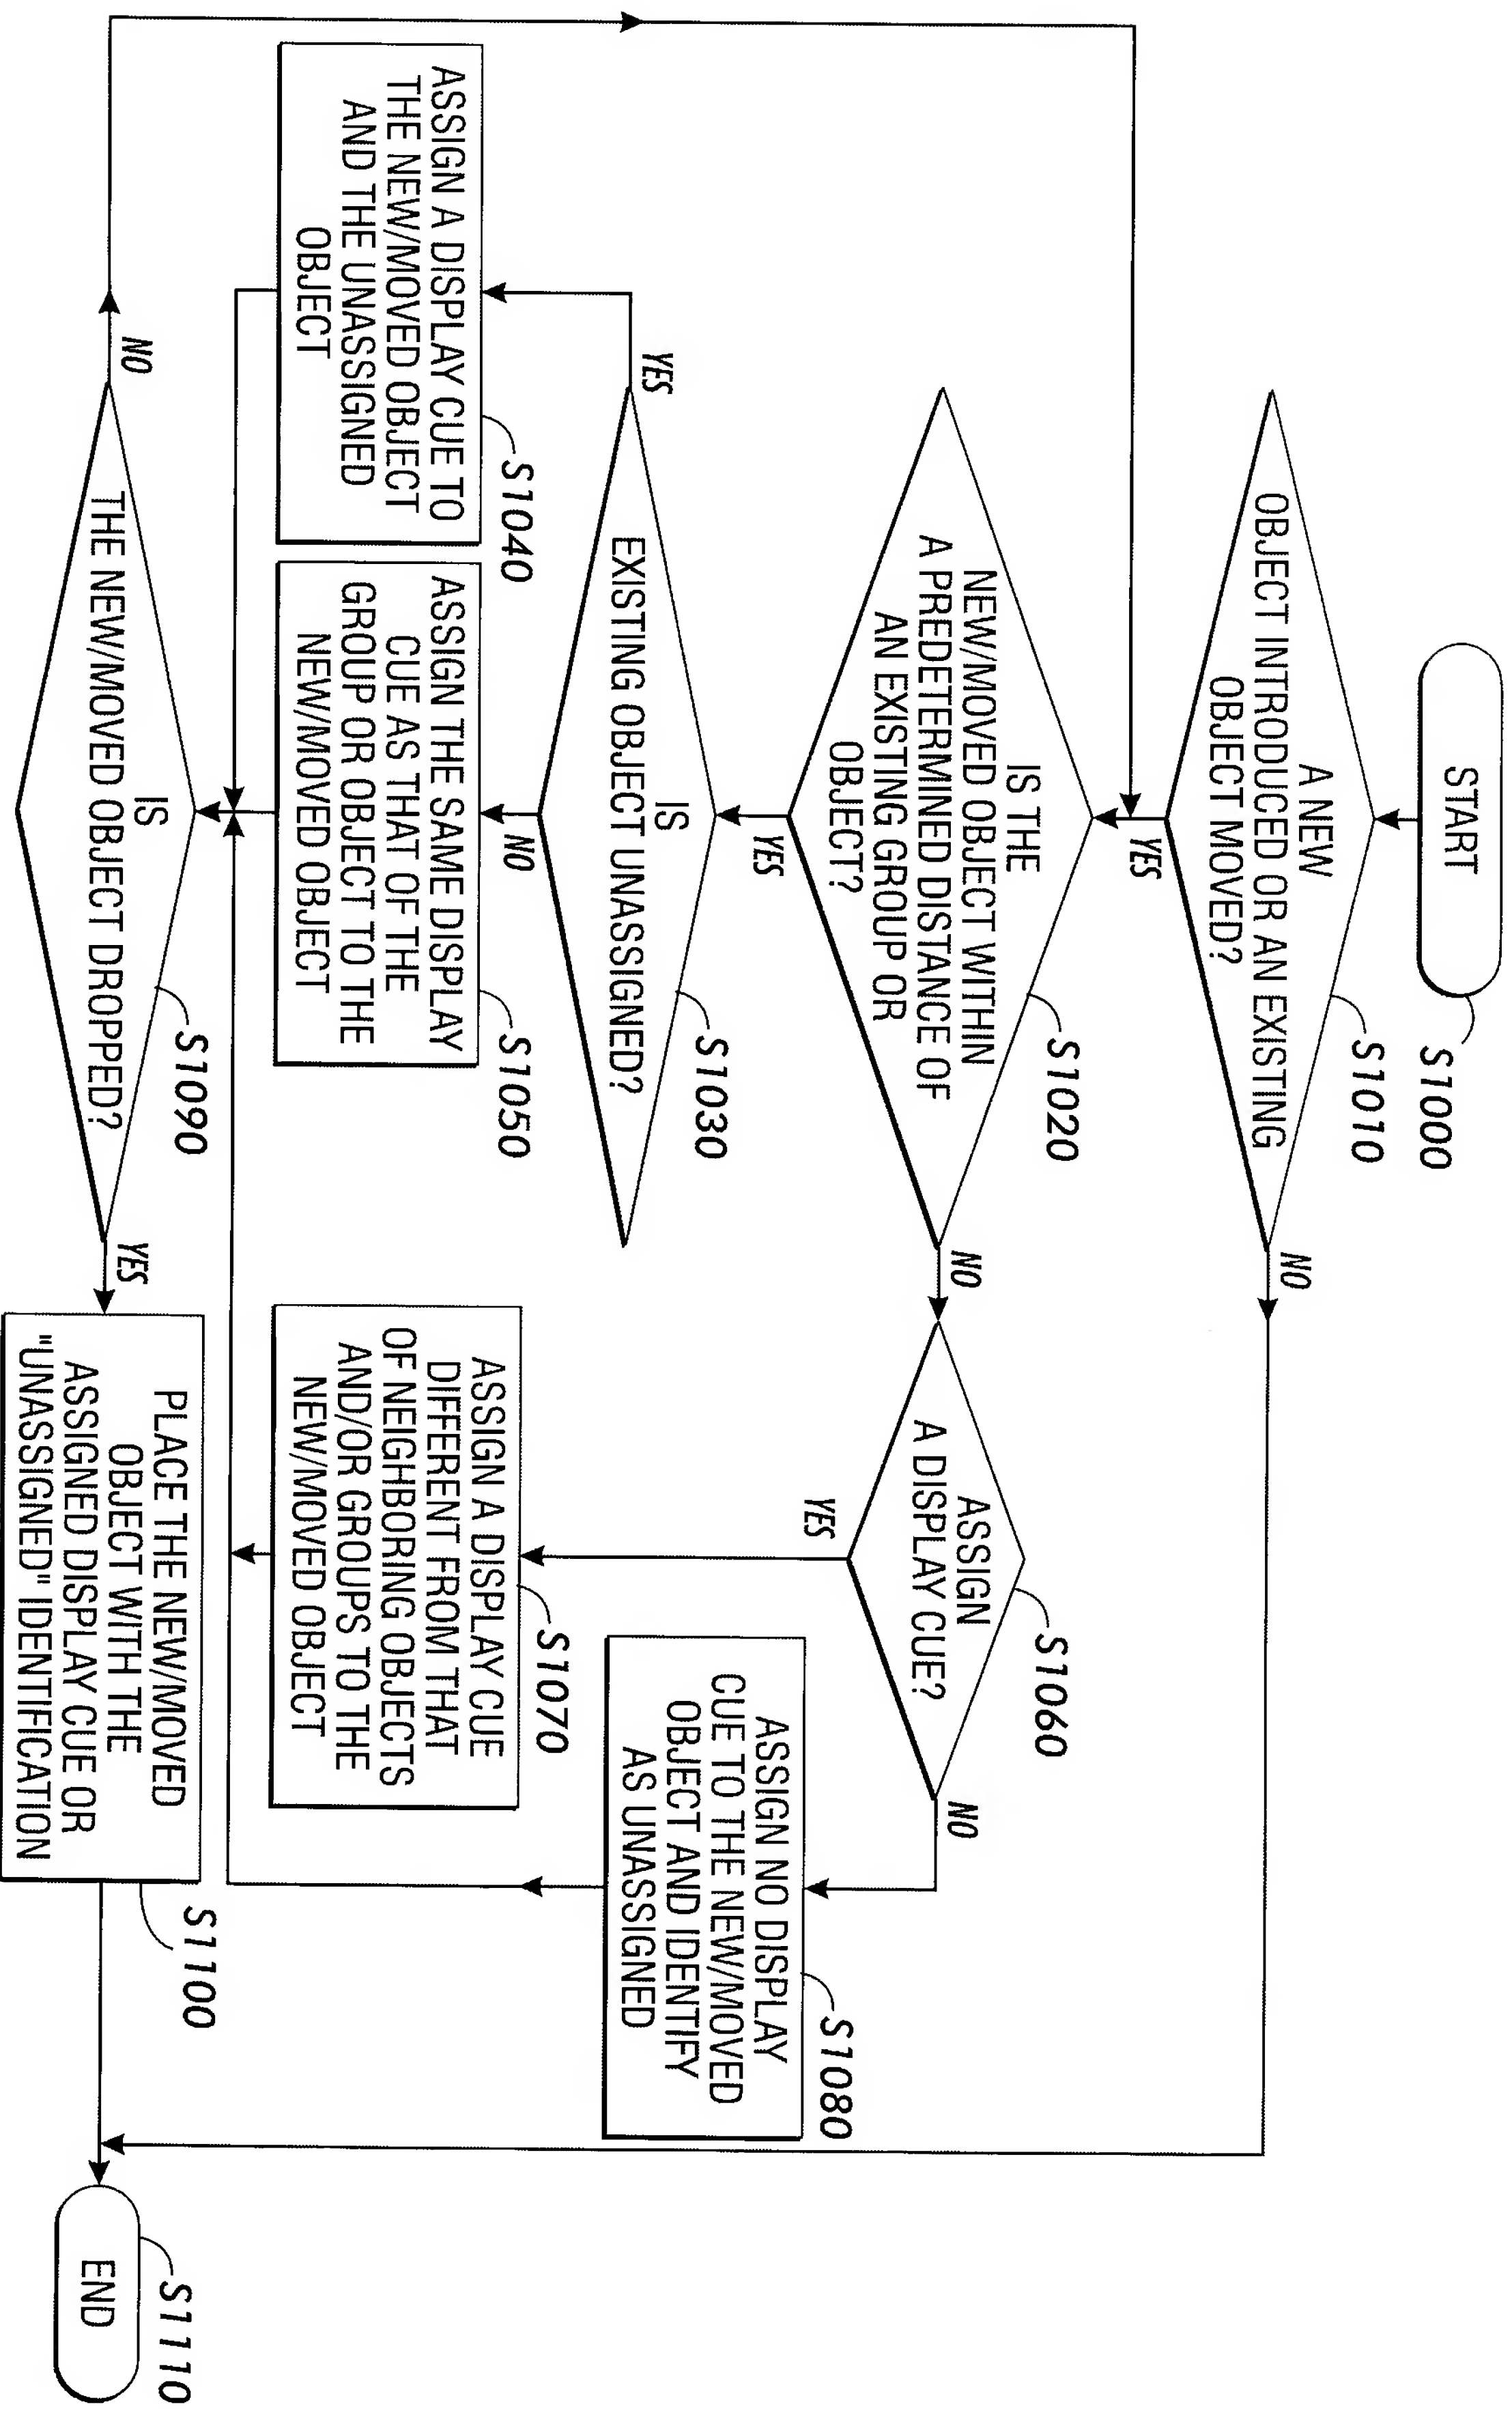 START
S1000
A NEW
OBJECT INTRODUCED OR AN EXISTING
OBJECT MOVED?
S1010
NO
YES
IS THE
NEW/MOVED OBJECT WITHIN
A PREDETERMINED DISTANCE OF
AN EXISTING GROUP OR
OBJECT?
S1020
NO
YES
ASSIGN
A DISPLAY CUE?
S1060
NO
YES
IS
EXISTING OBJECT UNASSIGNED?
S1030
YES
NO
ASSIGN NO DISPLAY
CUE TO THE NEW/MOVED
OBJECT AND IDENTIFY
AS UNASSIGNED
S1080
ASSIGN A DISPLAY CUE TO
THE NEW/MOVED OBJECT
AND THE UNASSIGNED
OBJECT
S1040
ASSIGN THE SAME DISPLAY
CUE AS THAT OF THE
GROUP OR OBJECT TO THE
NEW/MOVED OBJECT
S1050
ASSIGN A DISPLAY CUE
DIFFERENT FROM THAT
OF NEIGHBORING OBJECTS
AND/OR GROUPS TO THE
NEW/MOVED OBJECT
S1070
IS
THE NEW/MOVED OBJECT DROPPED?
S1090
NO
YES
PLACE THE NEW/MOVED
OBJECT WITH THE
ASSIGNED DISPLAY CUE OR
"UNASSIGNED" IDENTIFICATION
S1100
END
S1110